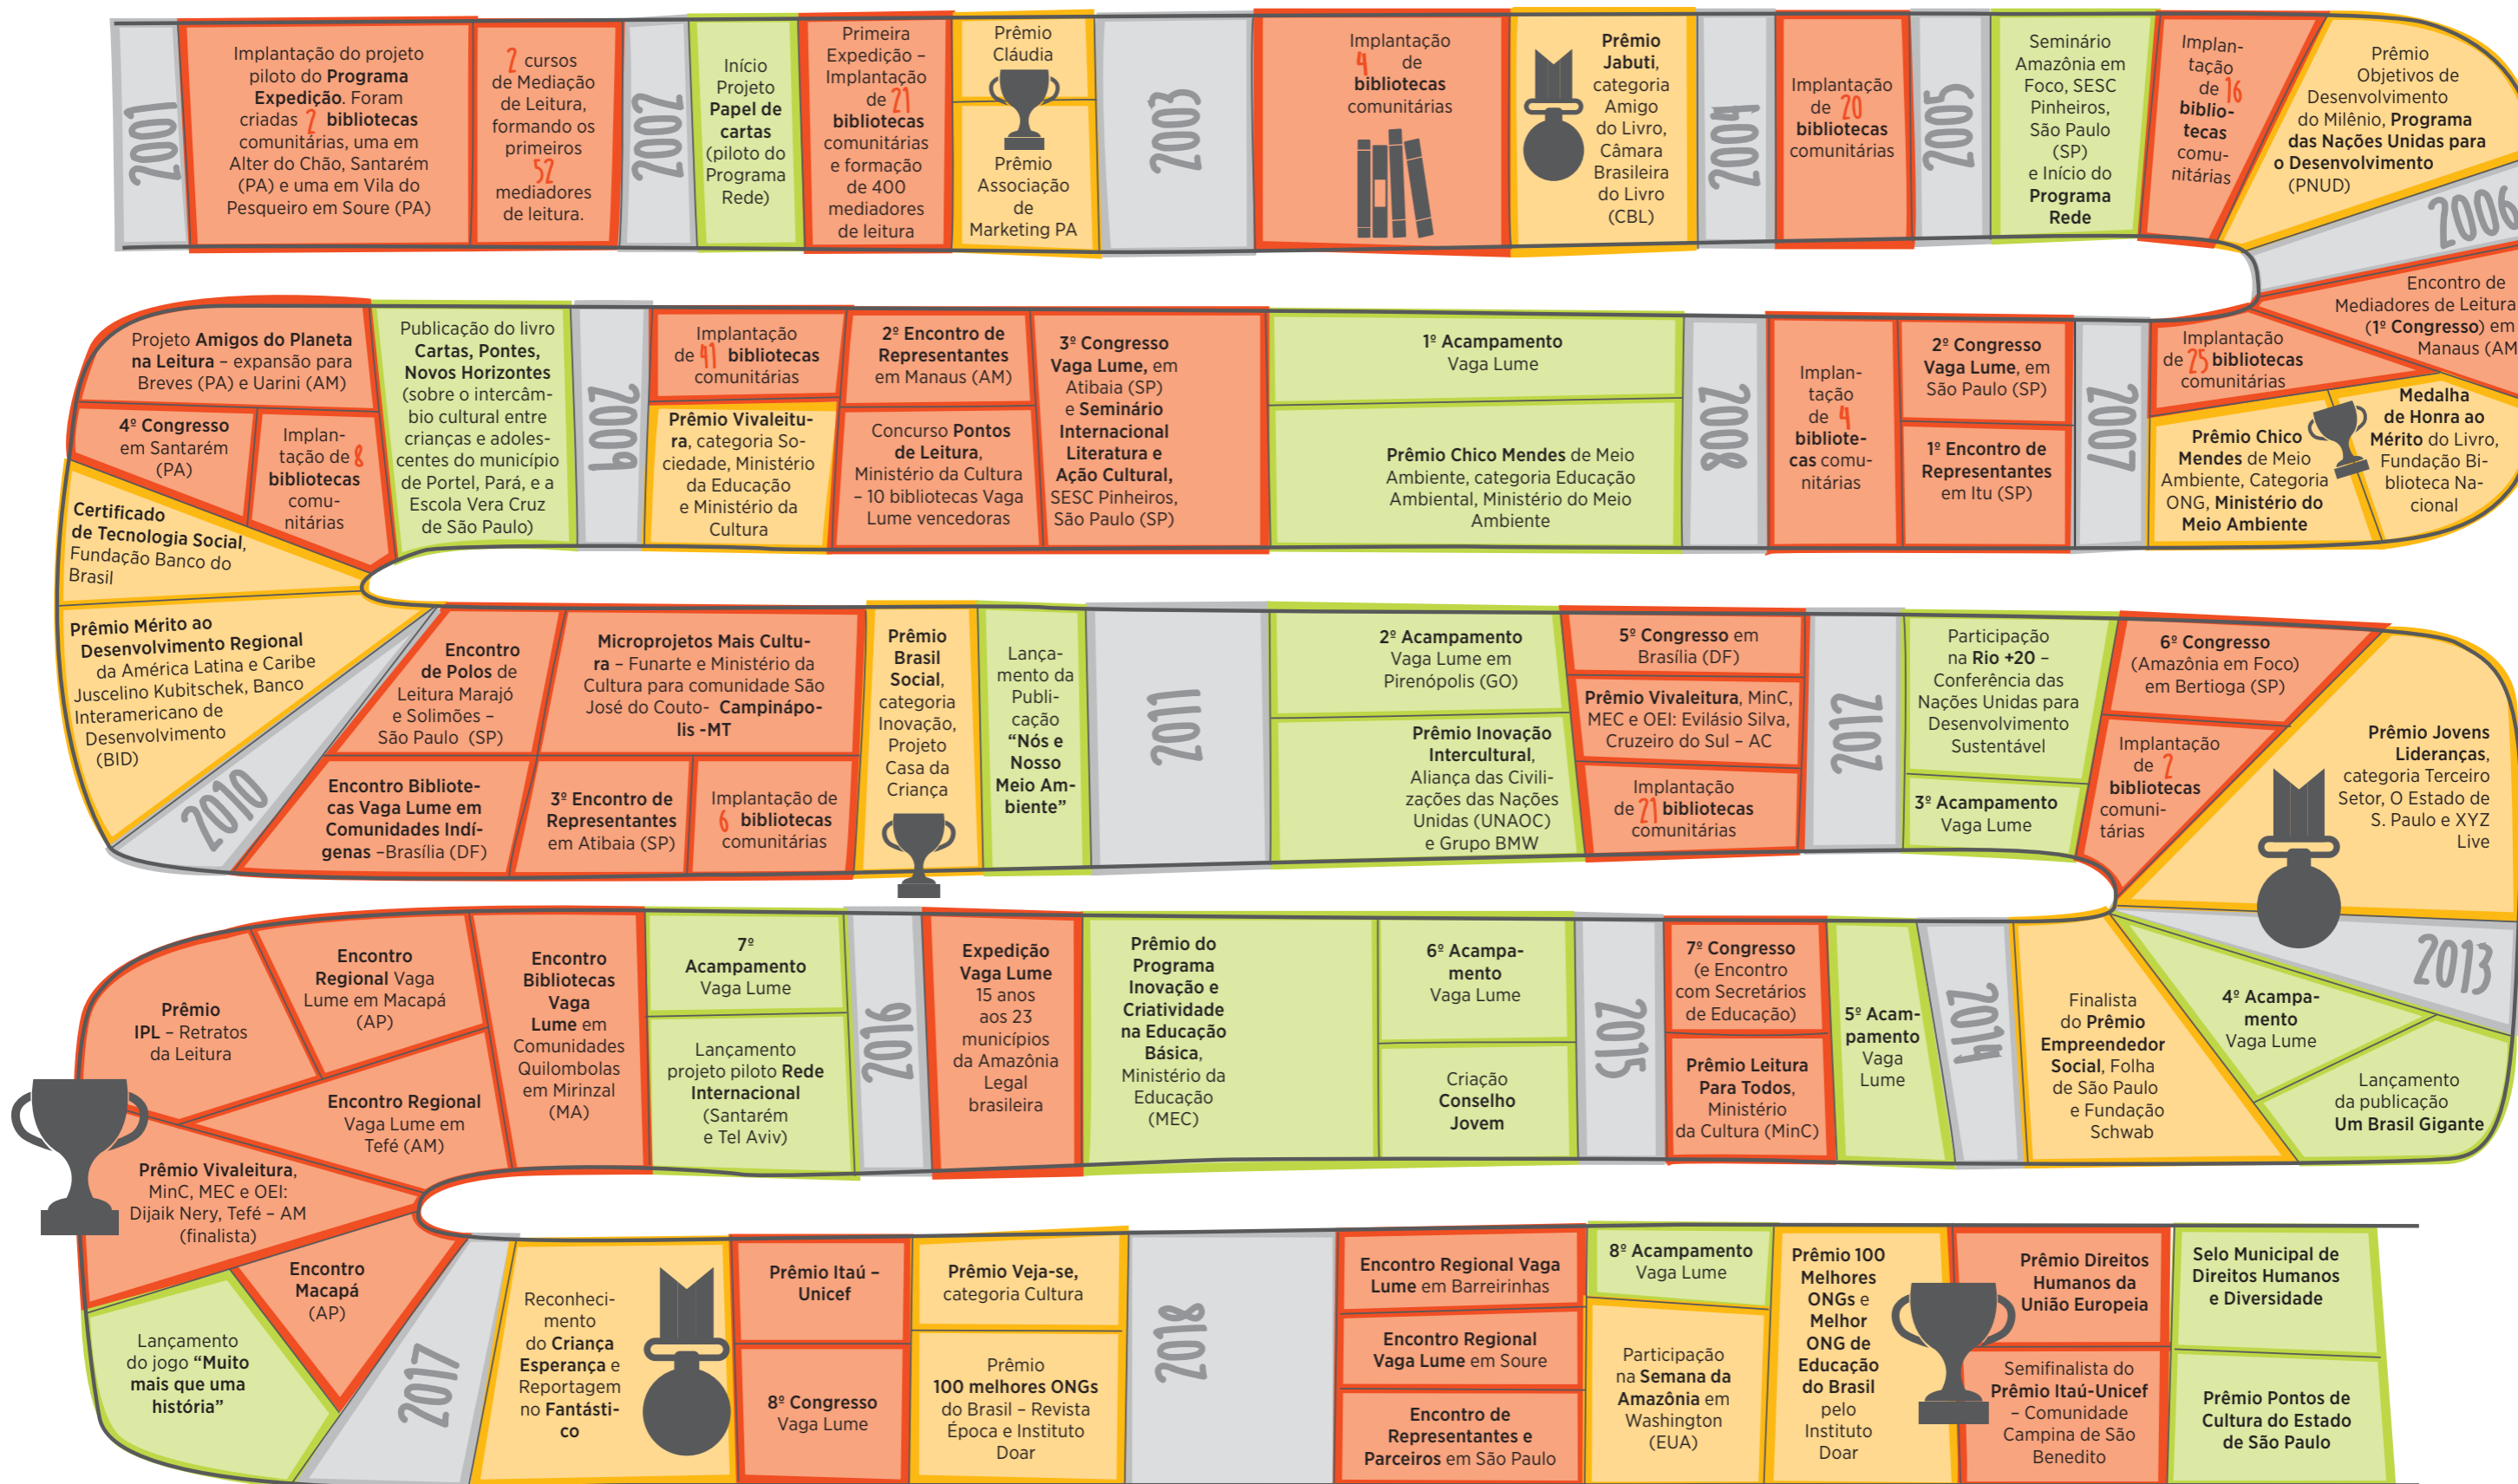 2001
Implantação do projeto
piloto do Programa
Expedição. Foram
criadas 2 bibliotecas
comunitárias, uma em
Alter do Chão, Santarém
(PA) e uma em Vila do
Pesqueiro em Soure (PA)
2 cursos
de Mediação
de Leitura,
formando os
primeiros
52
mediadores
de leitura.
2002
Início
Projeto
Papel de
cartas
(piloto do
Programa
Rede)
Primeira
Expedição –
Implantação
de 21
bibliotecas
comunitárias
e formação
de 400
mediadores
de leitura
Prêmio
Cláudia
Prêmio
Associação
de
Marketing PA
2003
Implantação
4 de
bibliotecas
comunitárias
Prêmio
Jabuti,
categoria
Amigo
do Livro,
Câmara
Brasileira
do Livro
(CBL)
2004
Implantação
de 20
bibliotecas
comunitárias
2005
Seminário
Amazônia em
Foco, SESC
Pinheiros,
São Paulo
(SP)
e Início do
Programa
Rede
Implan-
tação
de 16
biblio-
tecas
comu-
nitárias
Prêmio
Objetivos de
Desenvolvimento
do Milênio, Programa
das Nações Unidas para
o Desenvolvimento
(PNUD)
2006
Encontro de
Mediadores de Leitura
(1º Congresso) em
Manaus (AM
Implantação
de 25 bibliotecas
comunitárias
Medalha
de Honra ao
Mérito do Livro,
Fundação Bi-
blioteca Na-
cional
Prêmio Chico
Mendes de Meio
Ambiente, Categoria
ONG, Ministério do
Meio Ambiente
2007
2º Congresso
Vaga Lume, em
São Paulo (SP)
1º Encontro de
Representantes
em Itu (SP)
Implan-
tação
de 4
bibliote-
cas comu-
nitárias
2008
1º Acampamento
Vaga Lume
Prêmio Chico Mendes de Meio
Ambiente, categoria Educação
Ambiental, Ministério do Meio
Ambiente
3º Congresso
Vaga Lume, em
Atibaia (SP)
e Seminário
Internacional
Literatura e
Ação Cultural,
SESC Pinheiros,
São Paulo (SP)
2º Encontro de
Representantes
em Manaus (AM)
Concurso Pontos
de Leitura,
Ministério da Cultura
– 10 bibliotecas Vaga
Lume vencedoras
Implantação
de 41 bibliotecas
comunitárias
Prêmio Vivaleitu-
ra, categoria So-
ciedade, Ministério
da Educação
e Ministério da
Cultura
2009
Publicação do livro
Cartas, Pontes,
Novos Horizontes
(sobre o intercâm-
bio cultural entre
crianças e adoles-
centes do município
de Portel, Pará, e a
Escola Vera Cruz
de São Paulo)
Projeto Amigos do Planeta
na Leitura – expansão para
Breves (PA) e Uarini (AM)
4º Congresso
em Santarém
(PA)
Implan-
tação de 8
bibliotecas
comu-
nitárias
Certificado
de Tecnologia Social,
Fundação Banco do
Brasil
Prêmio Mérito ao
Desenvolvimento Regional
da América Latina e Caribe
Juscelino Kubitschek, Banco
Interamericano de
Desenvolvimento
(BID)
2010
Encontro
de Polos de
Leitura Marajó
e Solimões –
São Paulo (SP)
Encontro Bibliote-
cas Vaga Lume em
Comunidades Indí-
genas –Brasília (DF)
Microprojetos Mais Cultu-
ra – Funarte e Ministério da
Cultura para comunidade São
José do Couto- Campinápo-
lis -MT
3º Encontro de
Representantes
em Atibaia (SP)
Implantação de
6 bibliotecas
comunitárias
Prêmio
Brasil
Social,
categoria
Inovação,
Projeto
Casa da
Criança
Lança-
mento da
Publi-
cação
“Nós e
Nosso
Meio Am-
biente”
2011
2º Acampamento
Vaga Lume em
Pirenópolis (GO)
Prêmio Inovação
Intercultural,
Aliança das Civili-
zações das Nações
Unidas (UNAOC)
e Grupo BMW
5º Congresso em
Brasília (DF)
Prêmio Vivaleitura, MinC,
MEC e OEI: Evilásio Silva,
Cruzeiro do Sul – AC
Implantação
de 21 bibliotecas
comunitárias
2012
Participação
na Rio +20 –
Conferência das
Nações Unidas para
Desenvolvimento
Sustentável
3º Acampamento
Vaga Lume
6º Congresso
(Amazônia em Foco)
em Bertioga (SP)
Implantação
de 2
bibliotecas
comuni-
tárias
Prêmio Jovens
Lideranças,
categoria Terceiro
Setor, O Estado de
S. Paulo e XYZ
Live
2013
4º Acampa-
mento
Vaga Lume
Lançamento
da publicação
Um Brasil Gigante
Finalista
do Prêmio
Empreendedor
Social, Folha
de São Paulo
e Fundação
Schwab
2014
5º Acam-
pamento
Vaga
Lume
7º Congresso
(e Encontro
com Secretários
de Educação)
Prêmio Leitura
Para Todos,
Ministério
da Cultura (MinC)
2015
6º Acampa-
mento
Vaga Lume
Criação
Conselho
Jovem
Prêmio do
Programa
Inovação e
Criatividade
na Educação
Básica,
Ministério da
Educação
(MEC)
Expedição
Vaga Lume
15 anos
aos 23
municípios
da Amazônia
Legal
brasileira
2016
7º
Acampamento
Vaga Lume
Lançamento
projeto piloto Rede
Internacional
(Santarém
e Tel Aviv)
Encontro
Bibliotecas
Vaga
Lume em
Comunidades
Quilombolas
em Mirinzal
(MA)
Encontro
Regional Vaga
Lume em Macapá
(AP)
Encontro Regional
Vaga Lume em
Tefé (AM)
Prêmio
IPL – Retratos
da Leitura
Prêmio Vivaleitura,
MinC, MEC e OEI:
Dijaik Nery, Tefé – AM
(finalista)
Encontro
Macapá
(AP)
Lançamento
do jogo “Muito
mais que uma
história”
2017
Reconheci-
mento
do Criança
Esperança e
Reportagem
no Fantásti-
co
Prêmio Itaú –
Unicef
8º Congresso
Vaga Lume
Prêmio Veja-se,
categoria Cultura
Prêmio
100 melhores ONGs
do Brasil – Revista
Época e Instituto
Doar
2018
Encontro Regional Vaga
Lume em Barreirinhas
Encontro Regional
Vaga Lume em Soure
Encontro de
Representantes e
Parceiros em São Paulo
8º Acampamento
Vaga Lume
Participação
na Semana da
Amazônia em
Washington
(EUA)
Prêmio 100
Melhores
ONGs e
Melhor
ONG de
Educação
do Brasil
pelo
Instituto
Doar
Prêmio Direitos
Humanos da
União Europeia
Semifinalista do
Prêmio Itaú-Unicef
– Comunidade
Campina de São
Benedito
Selo Municipal de
Direitos Humanos
e Diversidade
Prêmio Pontos de
Cultura do Estado
de São Paulo